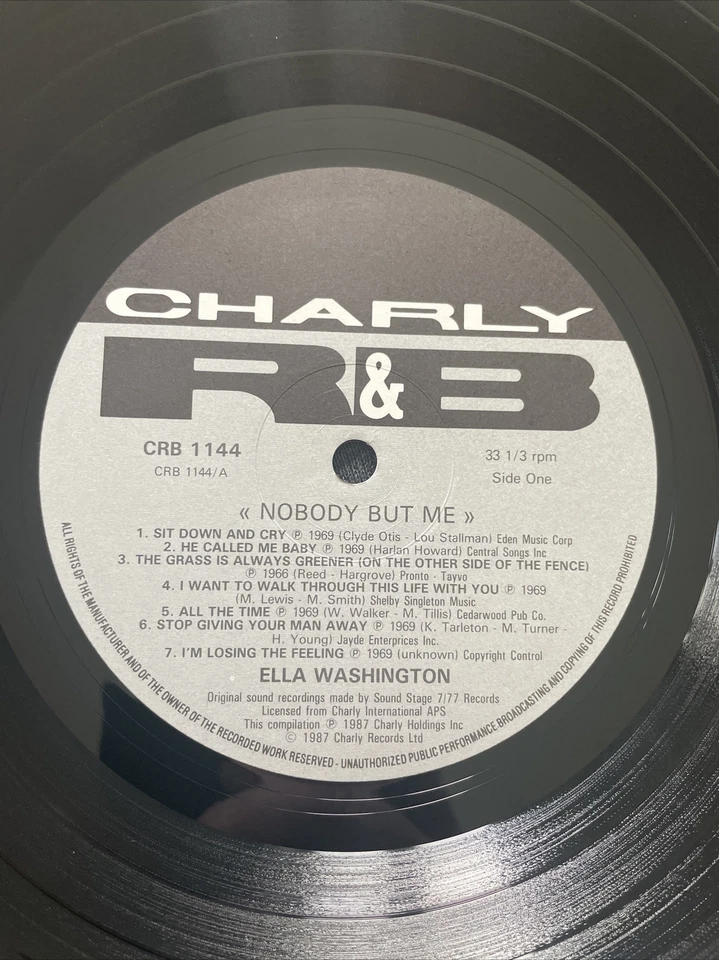 CHARLY
R&B
CRB 1144
CRB 1144/A
33 1/3 rpm
Side One
« NOBODY BUT ME »
1. SIT DOWN AND CRY ℗ 1969 (Clyde Otis - Lou Stallman) Eden Music Corp
2. HE CALLED ME BABY ℗ 1969 (Harlan Howard) Central Songs Inc
3. THE GRASS IS ALWAYS GREENER (ON THE OTHER SIDE OF THE FENCE)
℗ 1966 (Reed - Hargrove) Pronto - Tayvo
4. I WANT TO WALK THROUGH THIS LIFE WITH YOU ℗ 1969
(M. Lewis - M. Smith) Shelby Singleton Music
5. ALL THE TIME ℗ 1969 (W. Walker - M. Tillis) Cedarwood Pub Co.
6. STOP GIVING YOUR MAN AWAY ℗ 1969 (K. Tarleton - M. Turner -
H. Young) Jayde Enterprices Inc.
7. I'M LOSING THE FEELING ℗ 1969 (unknown) Copyright Control
ELLA WASHINGTON
Original sound recordings made by Sound Stage 7/77 Records
Licensed from Charly International APS
This compilation ℗ 1987 Charly Holdings Inc
© 1987 Charly Records Ltd
ALL RIGHTS OF THE MANUFACTURER AND OF THE OWNER OF THE RECORDED WORK RESERVED - UNAUTHORIZED PUBLIC PERFORMANCE BROADCASTING AND COPYING OF THIS RECORD PROHIBITED